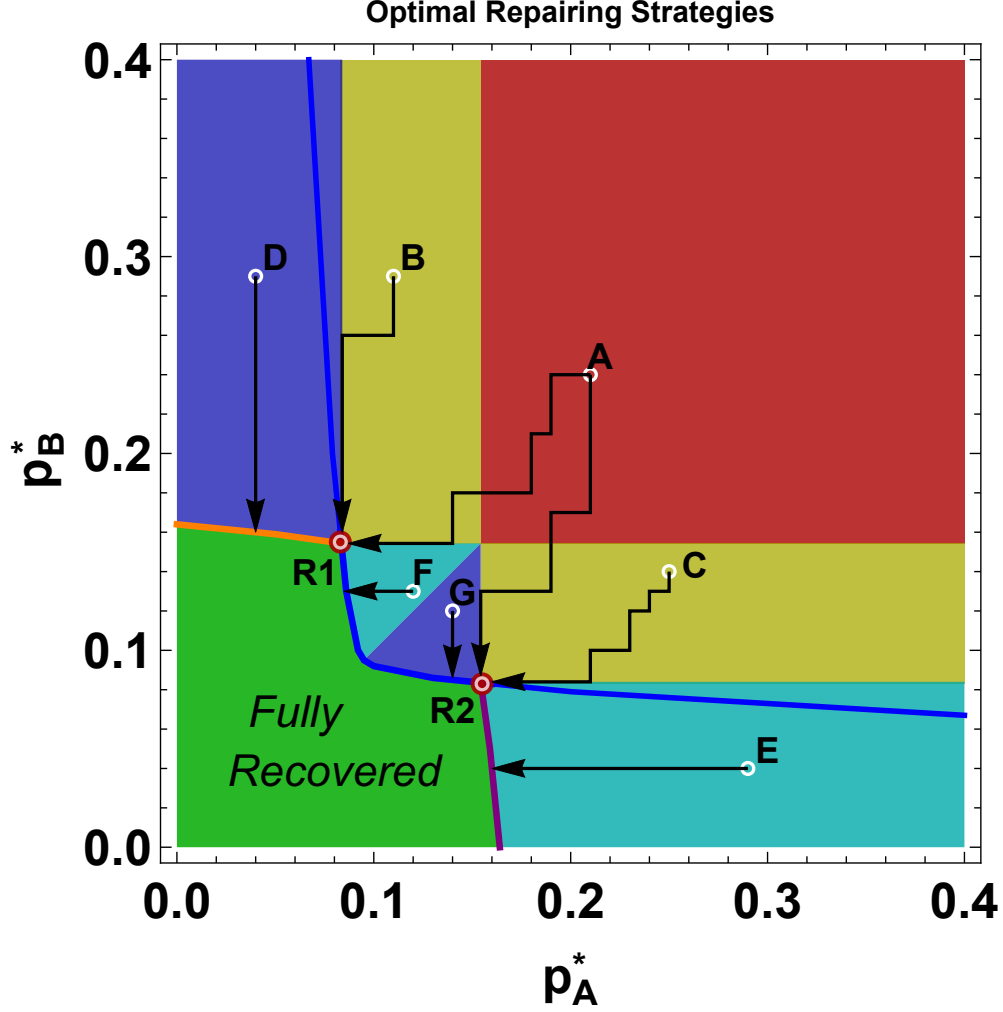 Optimal Repairing Strategies
0.4
0.3
0.2
0.1
0.0
p*B
D
B
A
C
R1
F
G
R2
E
Fully
Recovered
0.0 0.1 0.2 0.3 0.4
p*A